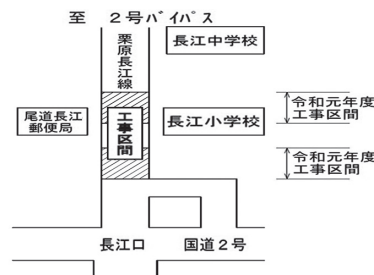 至 2号ﾊﾞｲﾊﾟｽ
栗原長江線
長江中学校
尾道長江
郵便局
工事区間
長江小学校
令和元年度
工事区間
令和元年度
工事区間
長江口
国道2号